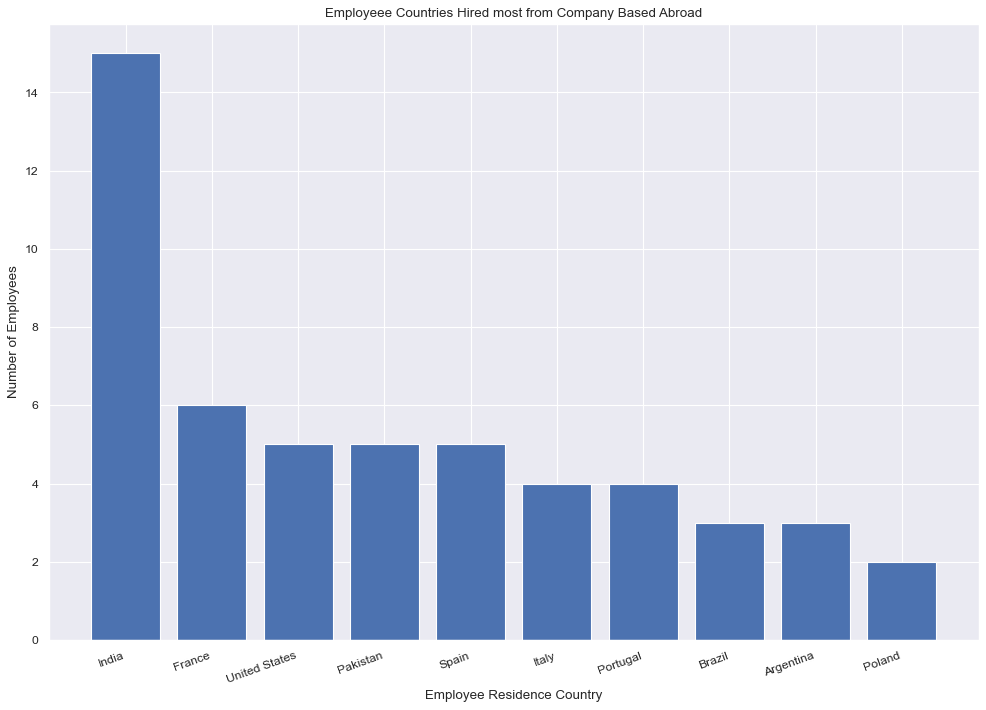 Employeee Countries Hired most from Company Based Abroad
Number of Employees
14
12
10
8
6
4
2
0
India
France
United States
Pakistan
Spain
Italy
Portugal
Brazil
Argentina
Poland
Employee Residence Country